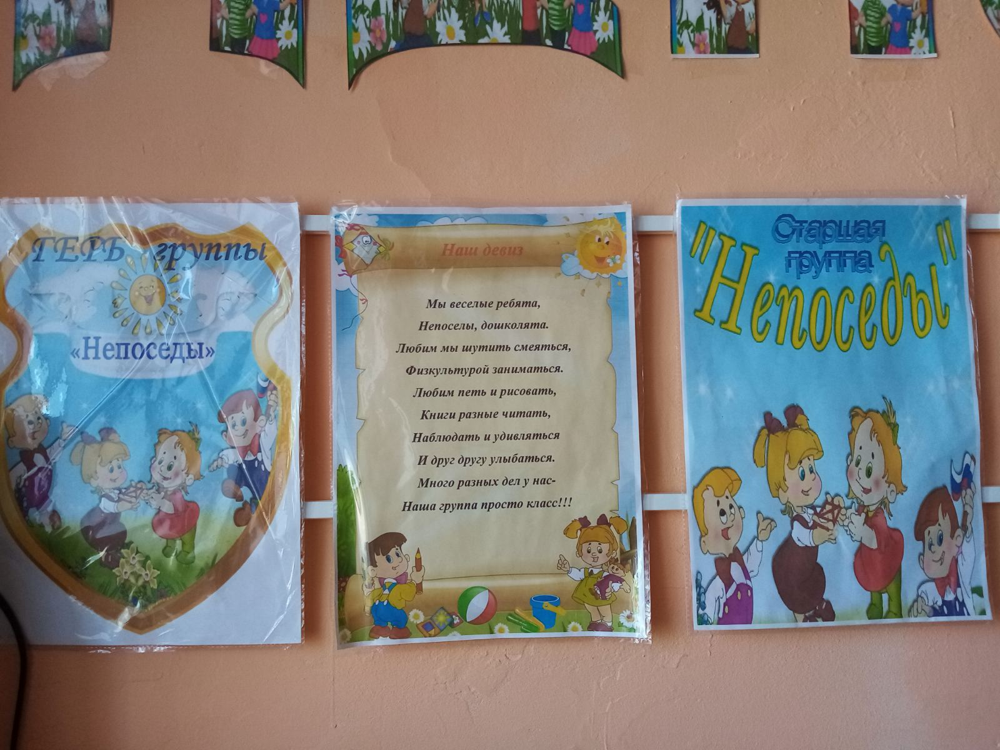 ГЕРБ группы
«Непоседы»
Наш девиз
Мы веселые ребята,
Непоселы, дошколята.
Любим мы шутить смеяться,
Физкультурой заниматься.
Любим петь и рисовать,
Книги разные читать,
Наблюдать и удивляться
И друг другу улыбаться.
Много разных дел у нас-
Наша группа просто класс!!!
Старшая
группа
"Непоседы"